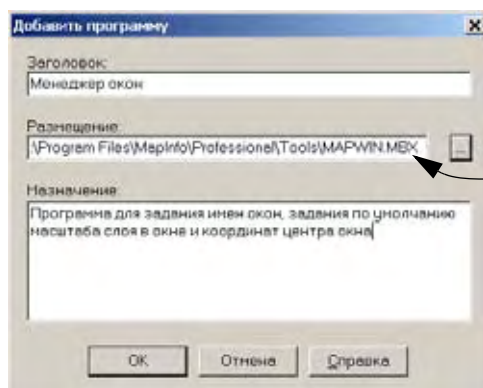 Добавить программу
Заголовок:
Менеджер окон
Размещение:
:\Program Files\MapInfo\Professional\Tools\MAPWIN.MBX
...
Назначение:
Программа для задания имен окон, задания по умолчанию
масштаба слоя в окне и координат центра окна
OK
Отмена
Справка